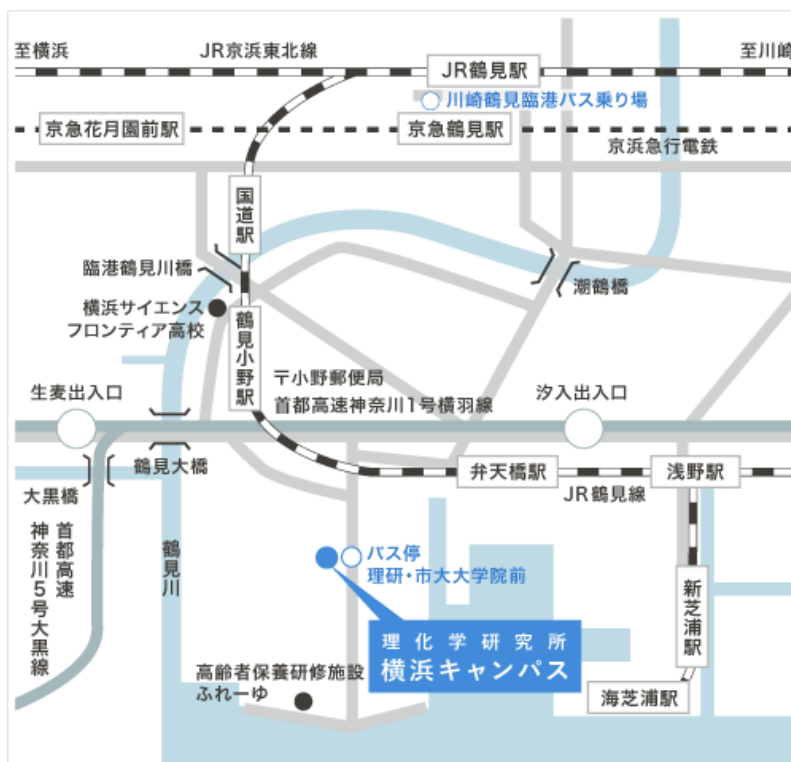 至横浜
JR京浜東北線
JR鶴見駅
至川崎
川崎鶴見臨港バス乗り場
京急花月園前駅
京急鶴見駅
京浜急行電鉄
国道駅
臨港鶴見川橋
潮鶴橋
横浜サイエンス
フロンティア高校
鶴見小野駅
〒小野郵便局
生麦出入口
首都高速神奈川1号横羽線
汐入出入口
鶴見大橋
弁天橋駅
浅野駅
大黒橋
JR鶴見線
首都高速
神奈川5号大黒線
鶴見川
バス停
理研・市大大学院前
新芝浦駅
理化学研究所
横浜キャンパス
高齢者保養研修施設
ふれーゆ
海芝浦駅